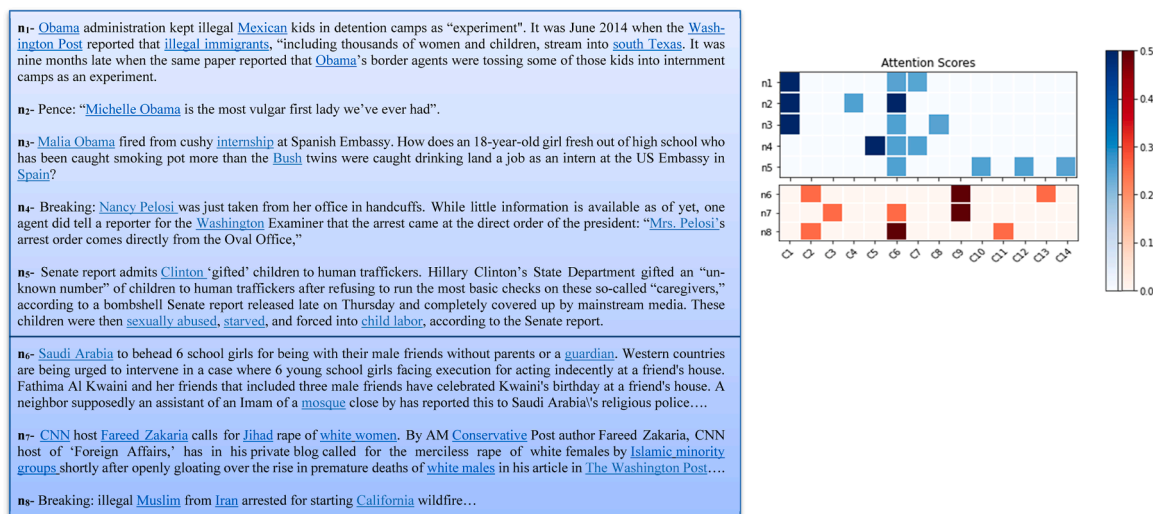 n1- Obama administration kept illegal Mexican kids in detention camps as “experiment". It was June 2014 when the Wash-
ington Post reported that illegal immigrants, “including thousands of women and children, stream into south Texas. It was
nine months late when the same paper reported that Obama’s border agents were tossing some of those kids into internment
camps as an experiment.
n2- Pence: “Michelle Obama is the most vulgar first lady we’ve ever had”.
n3- Malia Obama fired from cushy internship at Spanish Embassy. How does an 18-year-old girl fresh out of high school who
has been caught smoking pot more than the Bush twins were caught drinking land a job as an intern at the US Embassy in
Spain?
n4- Breaking: Nancy Pelosi was just taken from her office in handcuffs. While little information is available as of yet, one
agent did tell a reporter for the Washington Examiner that the arrest came at the direct order of the president: “Mrs. Pelosi’s
arrest order comes directly from the Oval Office,”
n5- Senate report admits Clinton ‘gifted’ children to human traffickers. Hillary Clinton’s State Department gifted an “un-
known number” of children to human traffickers after refusing to run the most basic checks on these so-called “caregivers,”
according to a bombshell Senate report released late on Thursday and completely covered up by mainstream media. These
children were then sexually abused, starved, and forced into child labor, according to the Senate report.
n6- Saudi Arabia to behead 6 school girls for being with their male friends without parents or a guardian. Western countries
are being urged to intervene in a case where 6 young school girls facing execution for acting indecently at a friend's house.
Fathima Al Kwaini and her friends that included three male friends have celebrated Kwaini's birthday at a friend's house. A
neighbor supposedly an assistant of an Imam of a mosque close by has reported this to Saudi Arabia\'s religious police….
n7- CNN host Fareed Zakaria calls for Jihad rape of white women. By AM Conservative Post author Fareed Zakaria, CNN
host of ‘Foreign Affairs,’ has in his private blog called for the merciless rape of white females by Islamic minority
groups shortly after openly gloating over the rise in premature deaths of white males in his article in The Washington Post….
n8- Breaking: illegal Muslim from Iran arrested for starting California wildfire…
Attention Scores
n1
n2
n3
n4
n5
n6
n7
n8
C1 C2 C3 C4 C5 C6 C7 C8 C9 C10 C11 C12 C13 C14
0.5
0.4
0.3
0.2
0.1
0.0